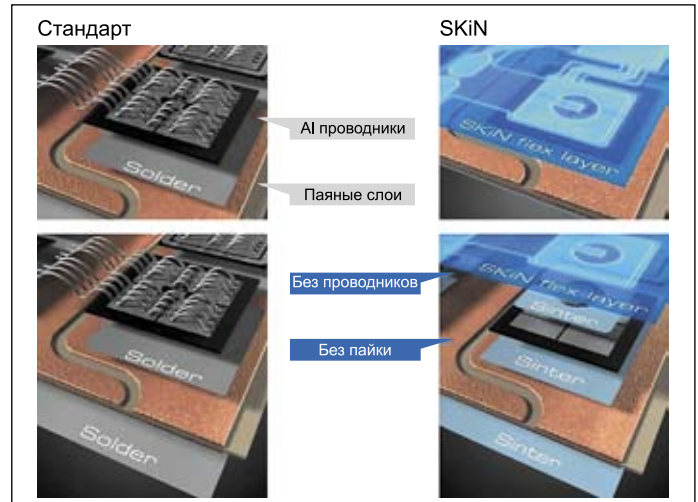 Стандарт
SKiN
Solder
SKiN flex layer
Al проводники
Паяные слои
Solder
Solder
Без проводников
Без пайки
SKiN flex layer
Sinter
Sinter
Sinter